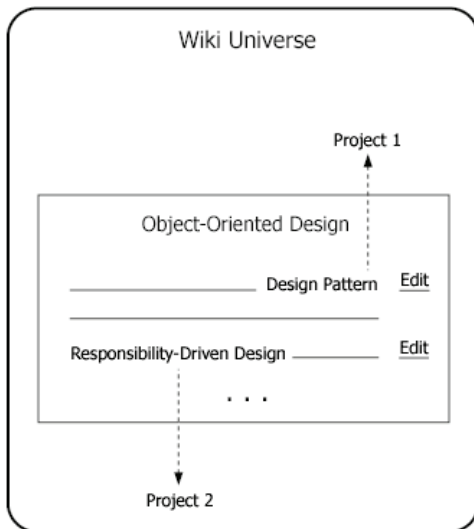 Wiki Universe
Project 1
Object-Oriented Design
Design Pattern Edit
Responsibility-Driven Design Edit
. . .
Project 2